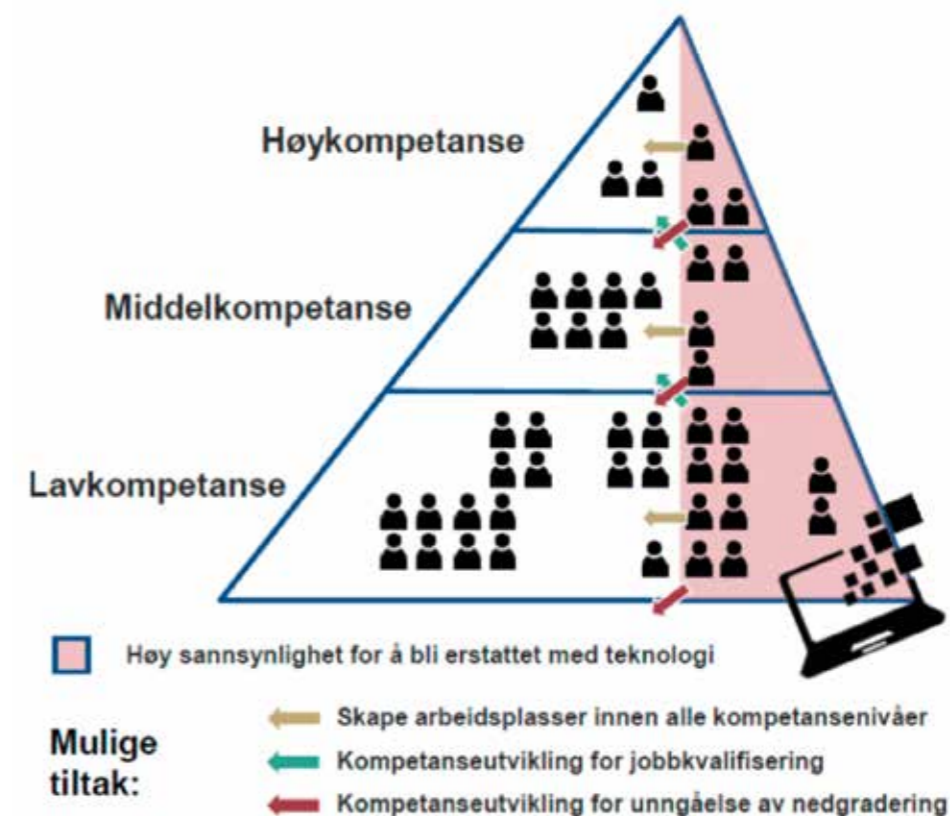 Høykompetanse
Middelkompetanse
Lavkompetanse
Høy sannsynlighet for å bli erstattet med teknologi
Mulige
tiltak:
Skape arbeidsplasser innen alle kompetansenivåer
Kompetanseutvikling for jobbkvalifisering
Kompetanseutvikling for unngåelse av nedgradering